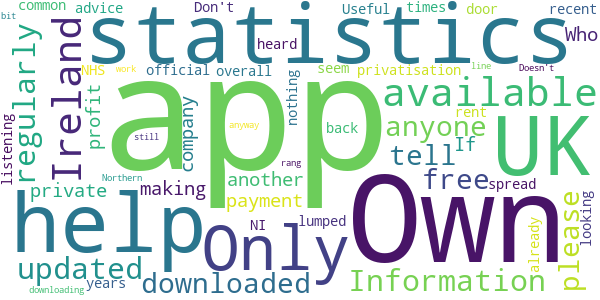 common advice Don't Useful times door recent
bit statistics Who
heard
regularly Ireland NHS official overall nothing seem privatisation
work line Doesn't
profit company app available
listening anyone UK
anyway back rent
still tell If
rang free spread please looking
Northern another
private making payment
help Only NI lumped Own already
updated downloaded Information
years
downloading